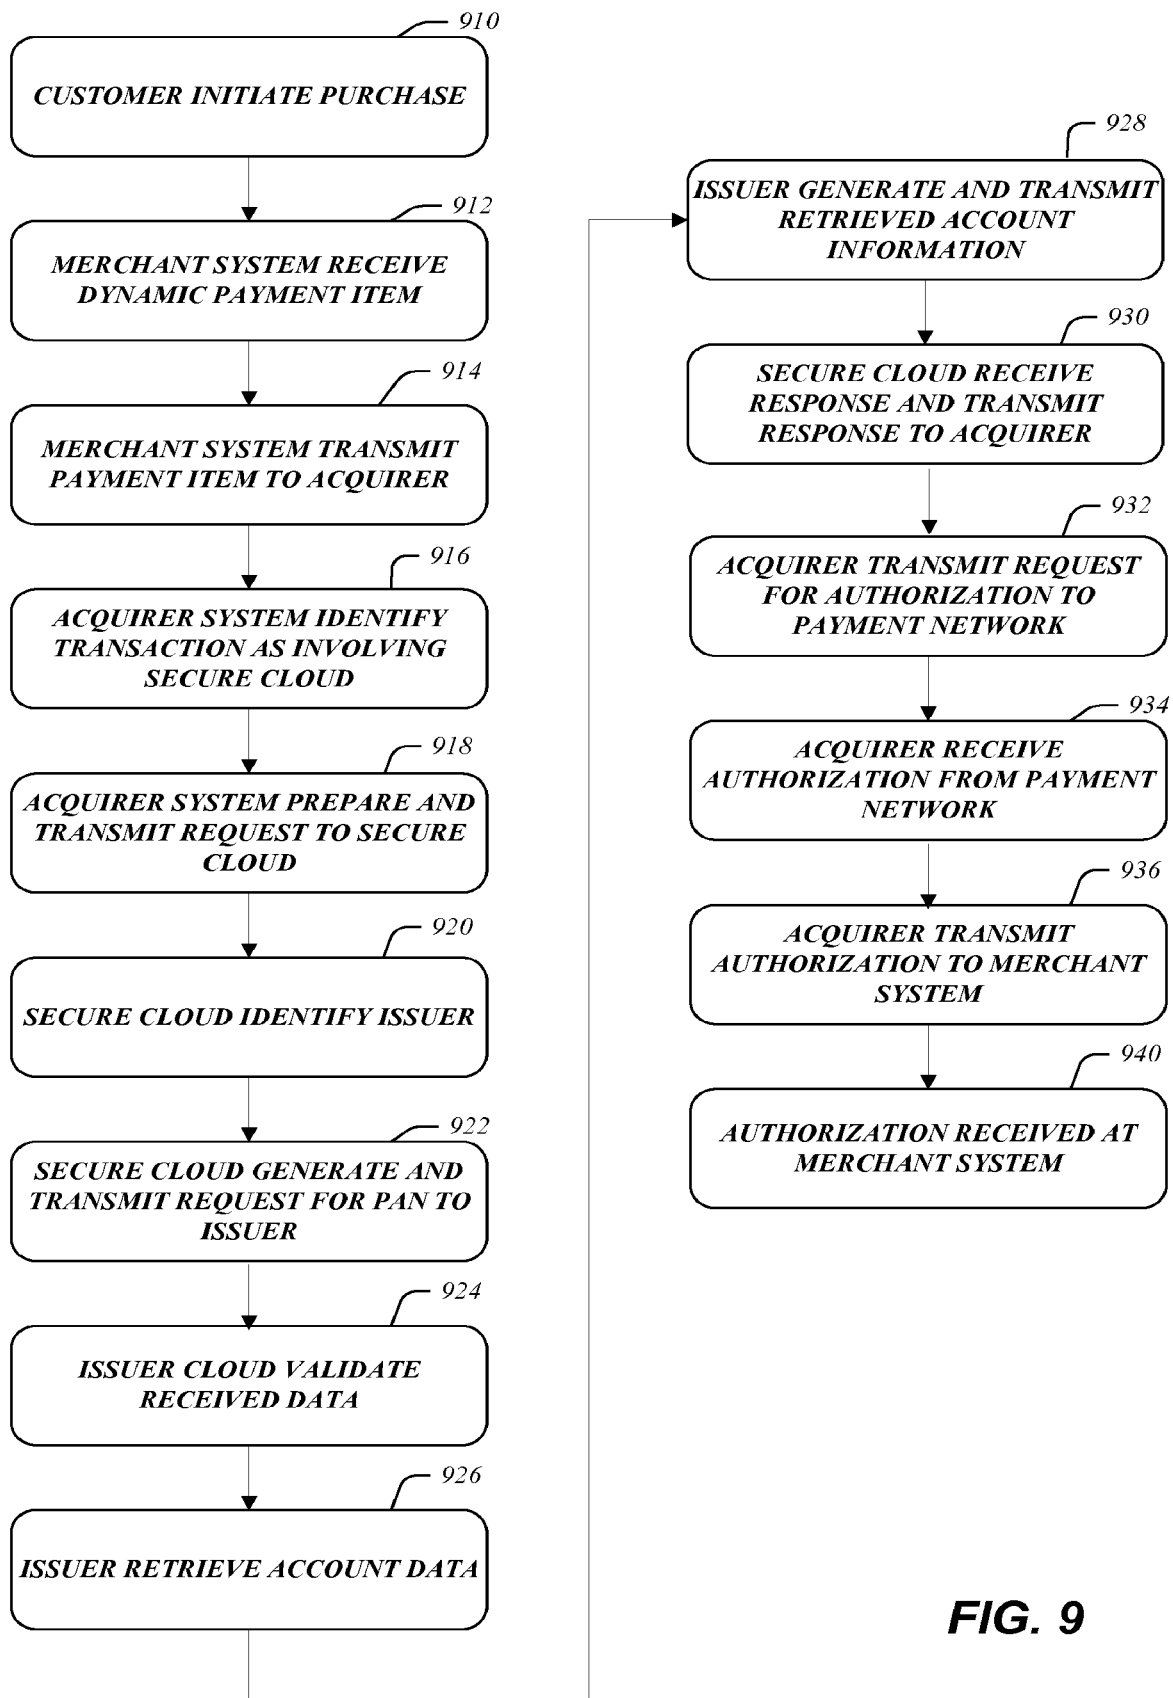 910
CUSTOMER INITIATE PURCHASE
912
MERCHANT SYSTEM RECEIVE
DYNAMIC PAYMENT ITEM
914
MERCHANT SYSTEM TRANSMIT
PAYMENT ITEM TO ACQUIRER
916
ACQUIRER SYSTEM IDENTIFY
TRANSACTION AS INVOLVING
SECURE CLOUD
918
ACQUIRER SYSTEM PREPARE AND
TRANSMIT REQUEST TO SECURE
CLOUD
920
SECURE CLOUD IDENTIFY ISSUER
922
SECURE CLOUD GENERATE AND
TRANSMIT REQUEST FOR PAN TO
ISSUER
924
ISSUER CLOUD VALIDATE
RECEIVED DATA
926
ISSUER RETRIEVE ACCOUNT DATA
928
ISSUER GENERATE AND TRANSMIT
RETRIEVED ACCOUNT
INFORMATION
930
SECURE CLOUD RECEIVE
RESPONSE AND TRANSMIT
RESPONSE TO ACQUIRER
932
ACQUIRER TRANSMIT REQUEST
FOR AUTHORIZATION TO
PAYMENT NETWORK
934
ACQUIRER RECEIVE
AUTHORIZATION FROM PAYMENT
NETWORK
936
ACQUIRER TRANSMIT
AUTHORIZATION TO MERCHANT
SYSTEM
940
AUTHORIZATION RECEIVED AT
MERCHANT SYSTEM
FIG. 9